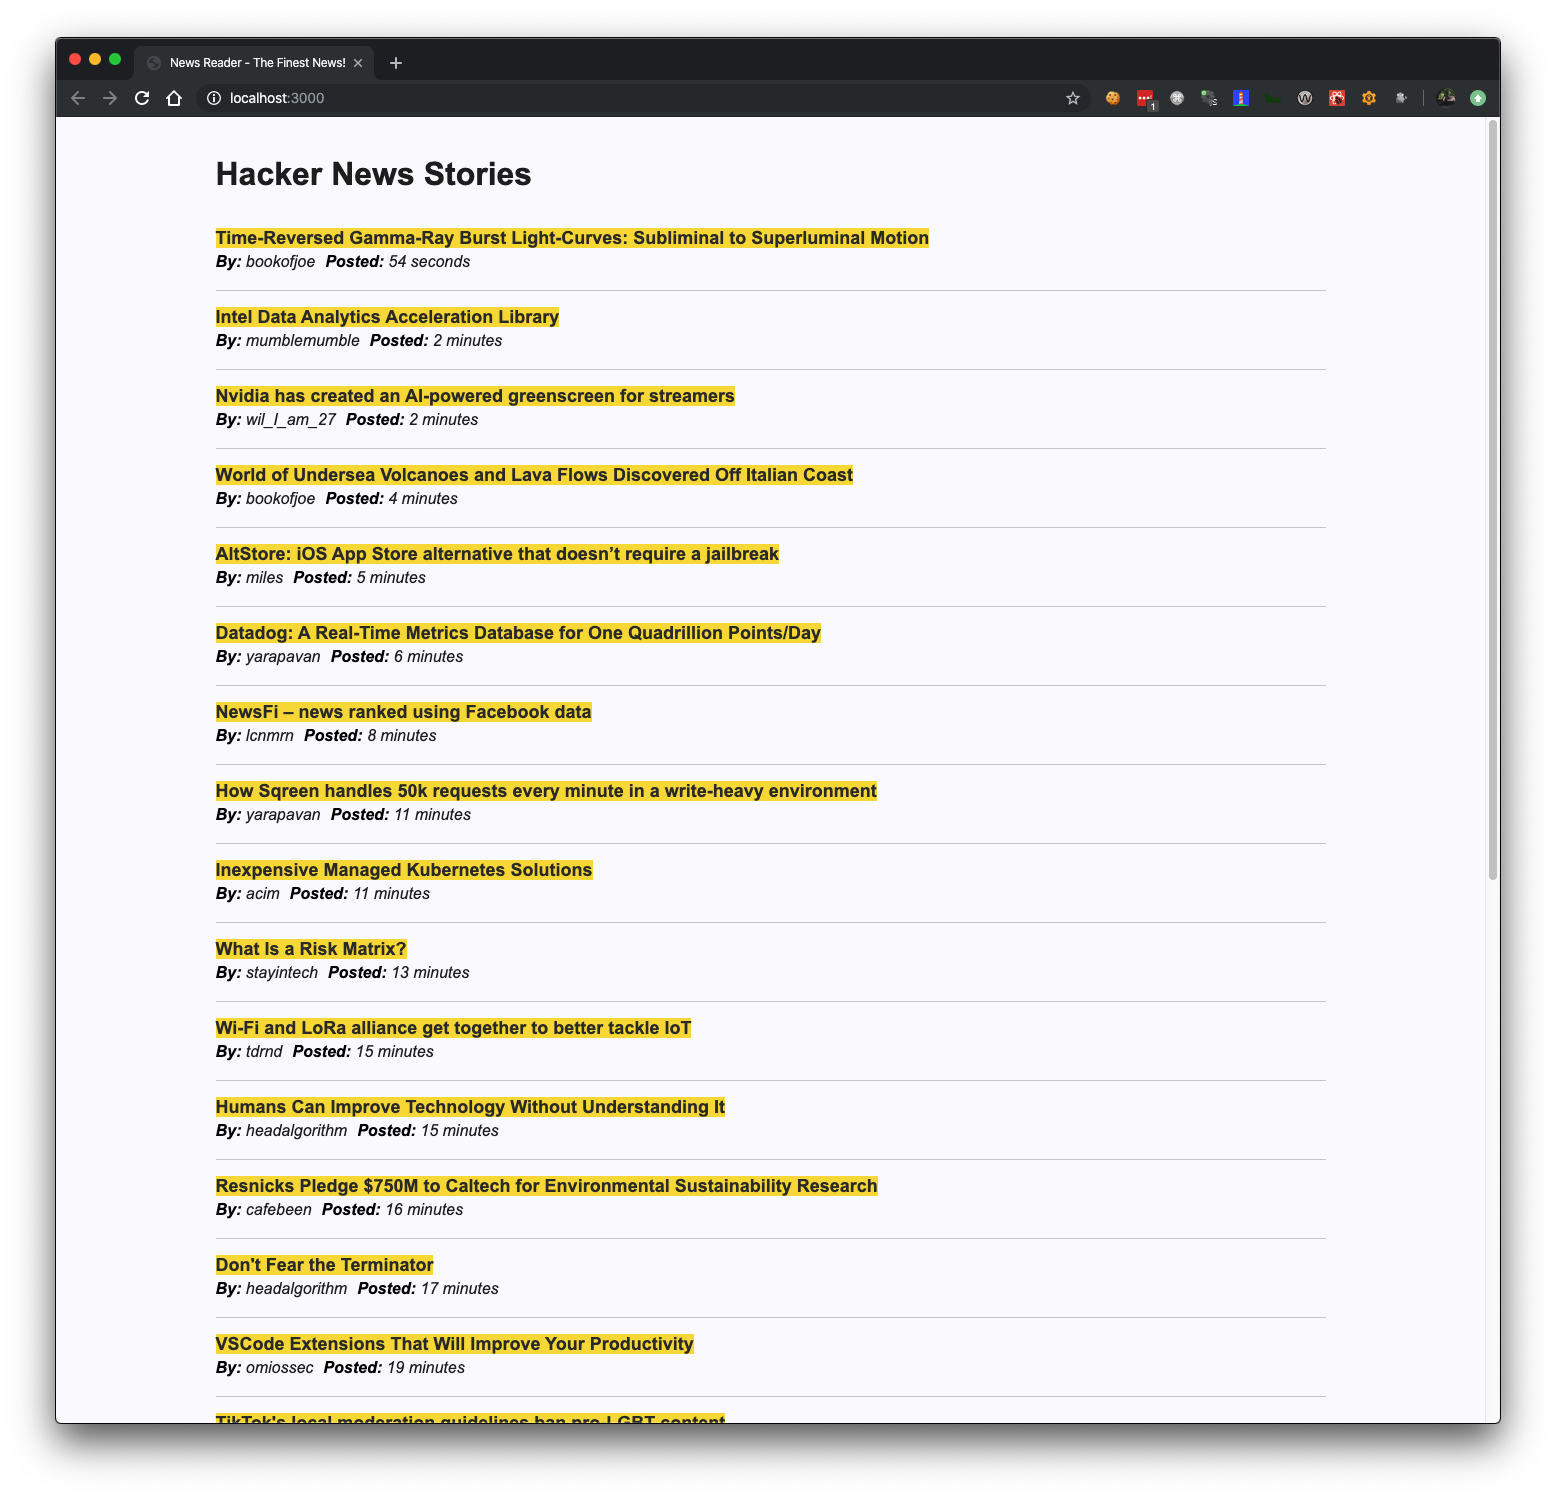 News Reader - The Finest News!
localhost:3000
1
Hacker News Stories
Time-Reversed Gamma-Ray Burst Light-Curves: Subliminal to Superluminal Motion
By: bookofjoe Posted: 54 seconds
Intel Data Analytics Acceleration Library
By: mumblemumble Posted: 2 minutes
Nvidia has created an AI-powered greenscreen for streamers
By: wil_I_am_27 Posted: 2 minutes
World of Undersea Volcanoes and Lava Flows Discovered Off Italian Coast
By: bookofjoe Posted: 4 minutes
AltStore: iOS App Store alternative that doesn’t require a jailbreak
By: miles Posted: 5 minutes
Datadog: A Real-Time Metrics Database for One Quadrillion Points/Day
By: yarapavan Posted: 6 minutes
NewsFi – news ranked using Facebook data
By: lcnmrn Posted: 8 minutes
How Sqreen handles 50k requests every minute in a write-heavy environment
By: yarapavan Posted: 11 minutes
Inexpensive Managed Kubernetes Solutions
By: acim Posted: 11 minutes
What Is a Risk Matrix?
By: stayintech Posted: 13 minutes
Wi-Fi and LoRa alliance get together to better tackle IoT
By: tdrnd Posted: 15 minutes
Humans Can Improve Technology Without Understanding It
By: headalgorithm Posted: 15 minutes
Resnicks Pledge $750M to Caltech for Environmental Sustainability Research
By: cafebeen Posted: 16 minutes
Don't Fear the Terminator
By: headalgorithm Posted: 17 minutes
VSCode Extensions That Will Improve Your Productivity
By: omiossec Posted: 19 minutes
TikTok's local moderation guidelines ban pro-LGBT content